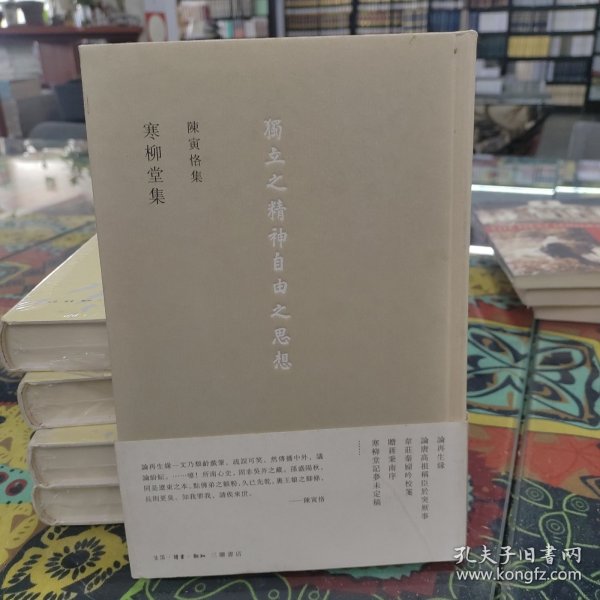 獨立之精神自由之思想
陳寅恪集
寒柳堂集
論再生緣
論唐高祖稱臣於突厥事
韋莊秦婦吟校箋
贈蔣秉南序
寒柳堂記夢未定稿
……
論再生緣一文乃頹齡戲筆，疏誤可笑。然傳播中外，議
論紛紜。……噫！所南心史，固非吳井之藏。孫盛陽秋，
同是遼東之本。點佛弟之額粉，久已先乾。裹王娘之腳條，
長則更臭。知我罪我，請俟來世。
——陳寅恪
生活·讀書·新知 三聯書店
孔夫子旧书网
www.kongfz.com